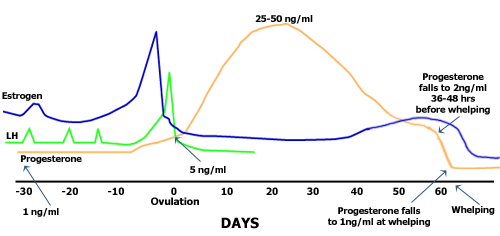 25-50 ng/ml
Estrogen
LH
Progesterone
5 ng/ml
1 ng/ml
Progesterone
falls to 2ng/ml
36-48 hrs
before whelping
-30 -20 -10 0 10 20 30 40 50 60
Ovulation
DAYS
Progesterone falls
to 1ng/ml at whelping
Whelping